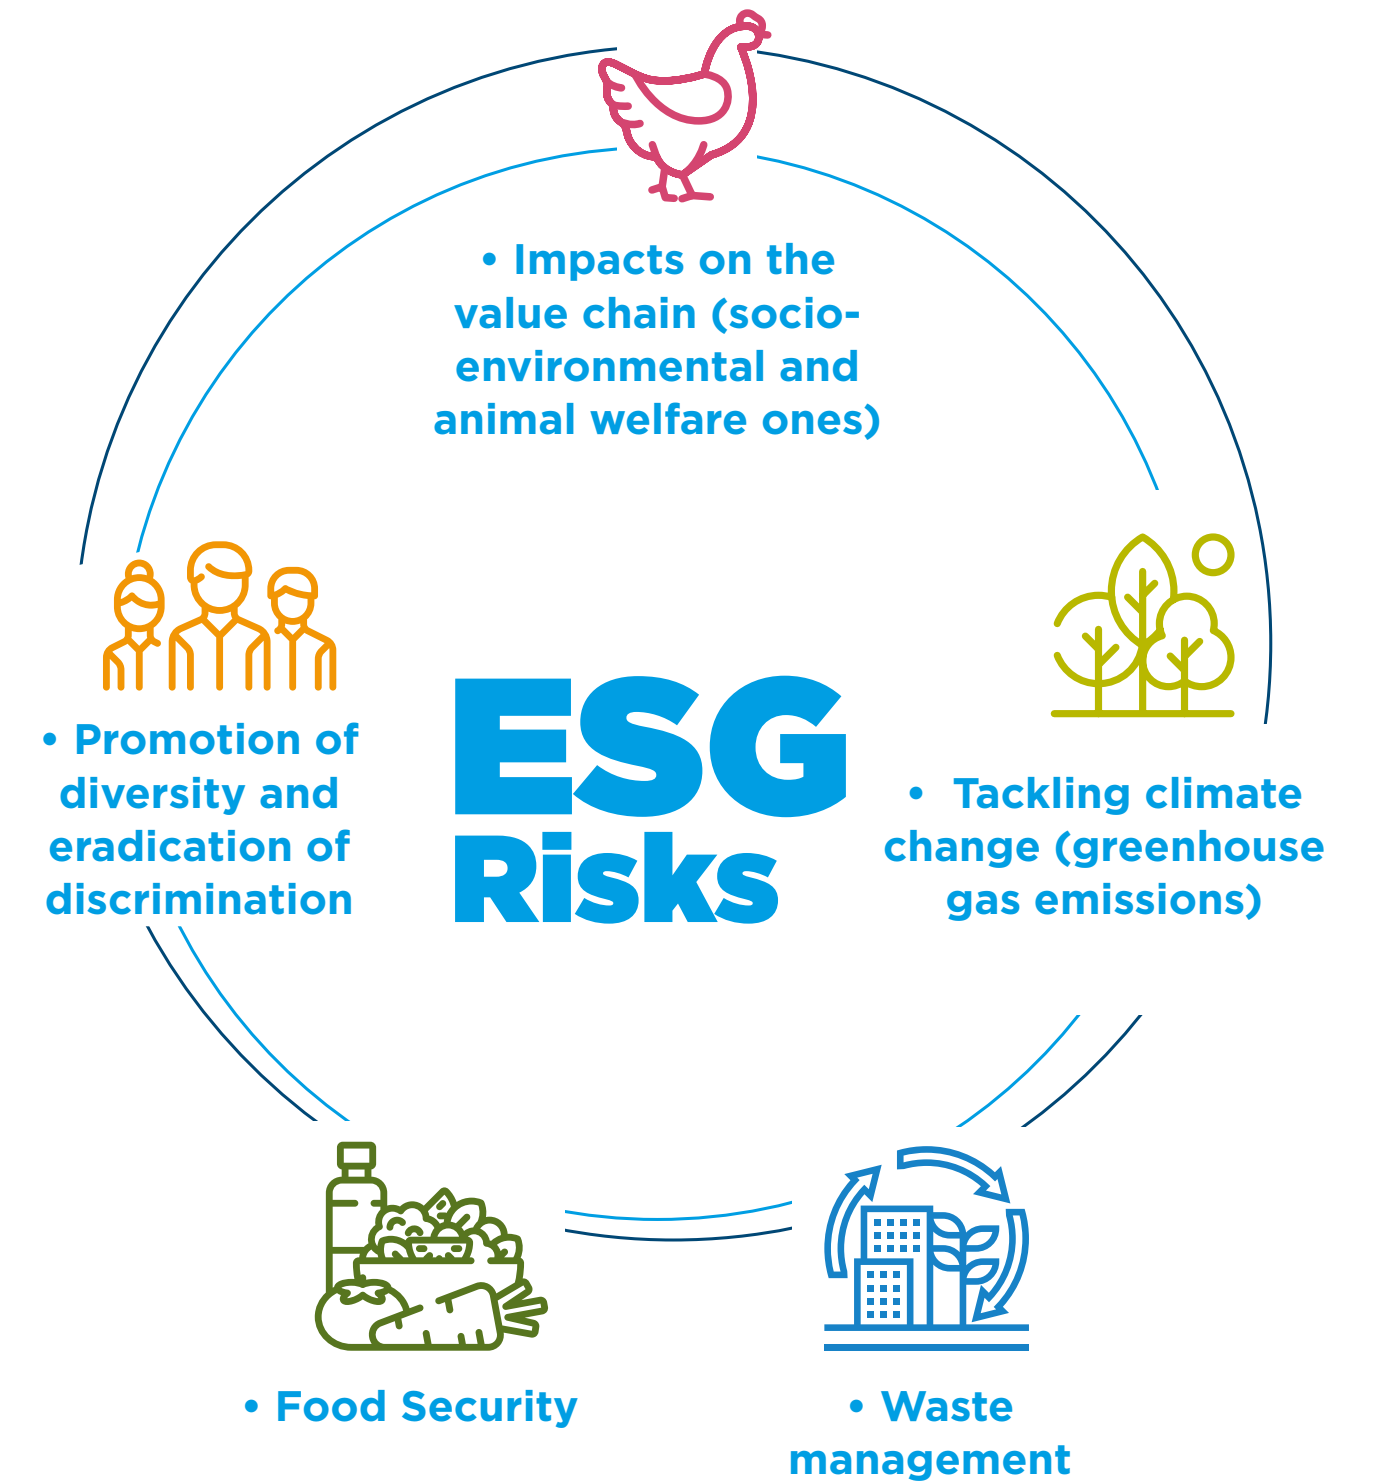 • Impacts on the
value chain (socio-
environmental and
animal welfare ones)
• Promotion of
diversity and
eradication of
discrimination
ESG
Risks
• Tackling climate
change (greenhouse
gas emissions)
• Food Security
• Waste
management